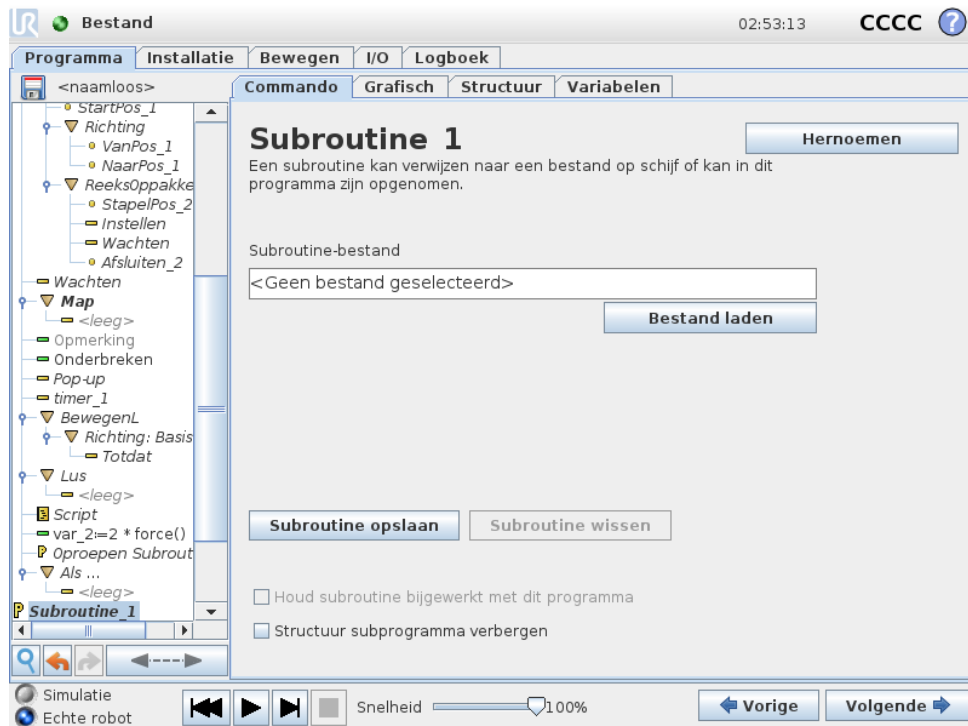 UR Bestand 02:53:13 CCCC ?
Programma Installatie Bewegen I/O Logboek
<naamloos> Commando Grafisch Structuur Variabelen
StartPos_1
Richting
VanPos_1
NaarPos_1
ReeksOppakke
StapelPos_2
Instellen
Wachten
Afsluiten_2
Wachten
Map
<leeg>
Opmerking
Onderbreken
Pop-up
timer_1
BewegenL
Richting: Basis
Totdat
Lus
<leeg>
Script
var_2:=2 * force()
P Oproepen Subrout
Als ...
<leeg>
P Subroutine_1
Subroutine_1
Hernoemen
Een subroutine kan verwijzen naar een bestand op schijf of kan in dit
programma zijn opgenomen.
Subroutine-bestand
<Geen bestand geselecteerd>
Bestand laden
Subroutine opslaan Subroutine wissen
Houd subroutine bijgewerkt met dit programma
Structuur subprogramma verbergen
Simulatie
Echte robot
Snelheid 100%
Vorige Volgende